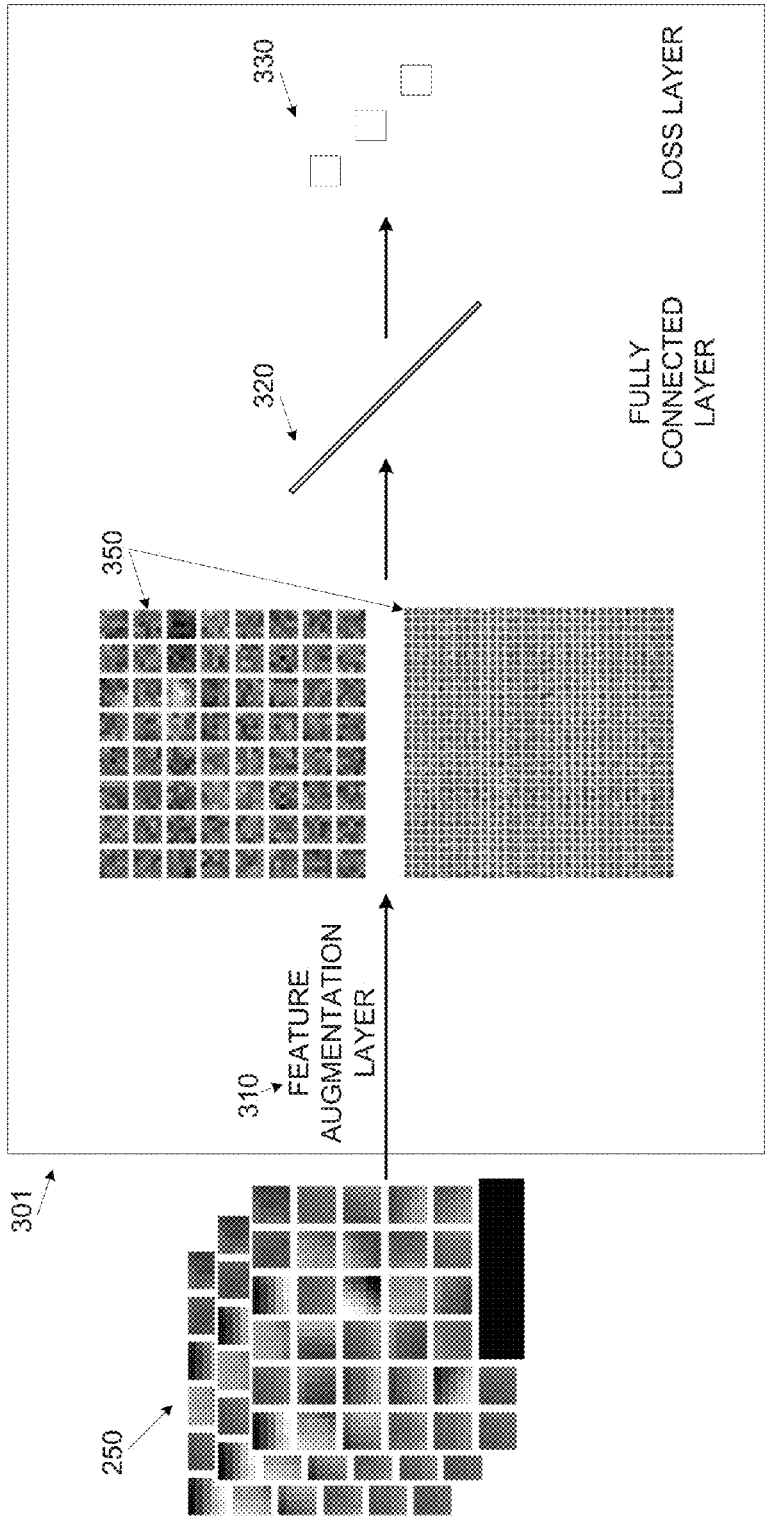 301
250
310
FEATURE
AUGMENTATION
LAYER
350
320
330
FULLY
CONNECTED
LAYER
LOSS LAYER